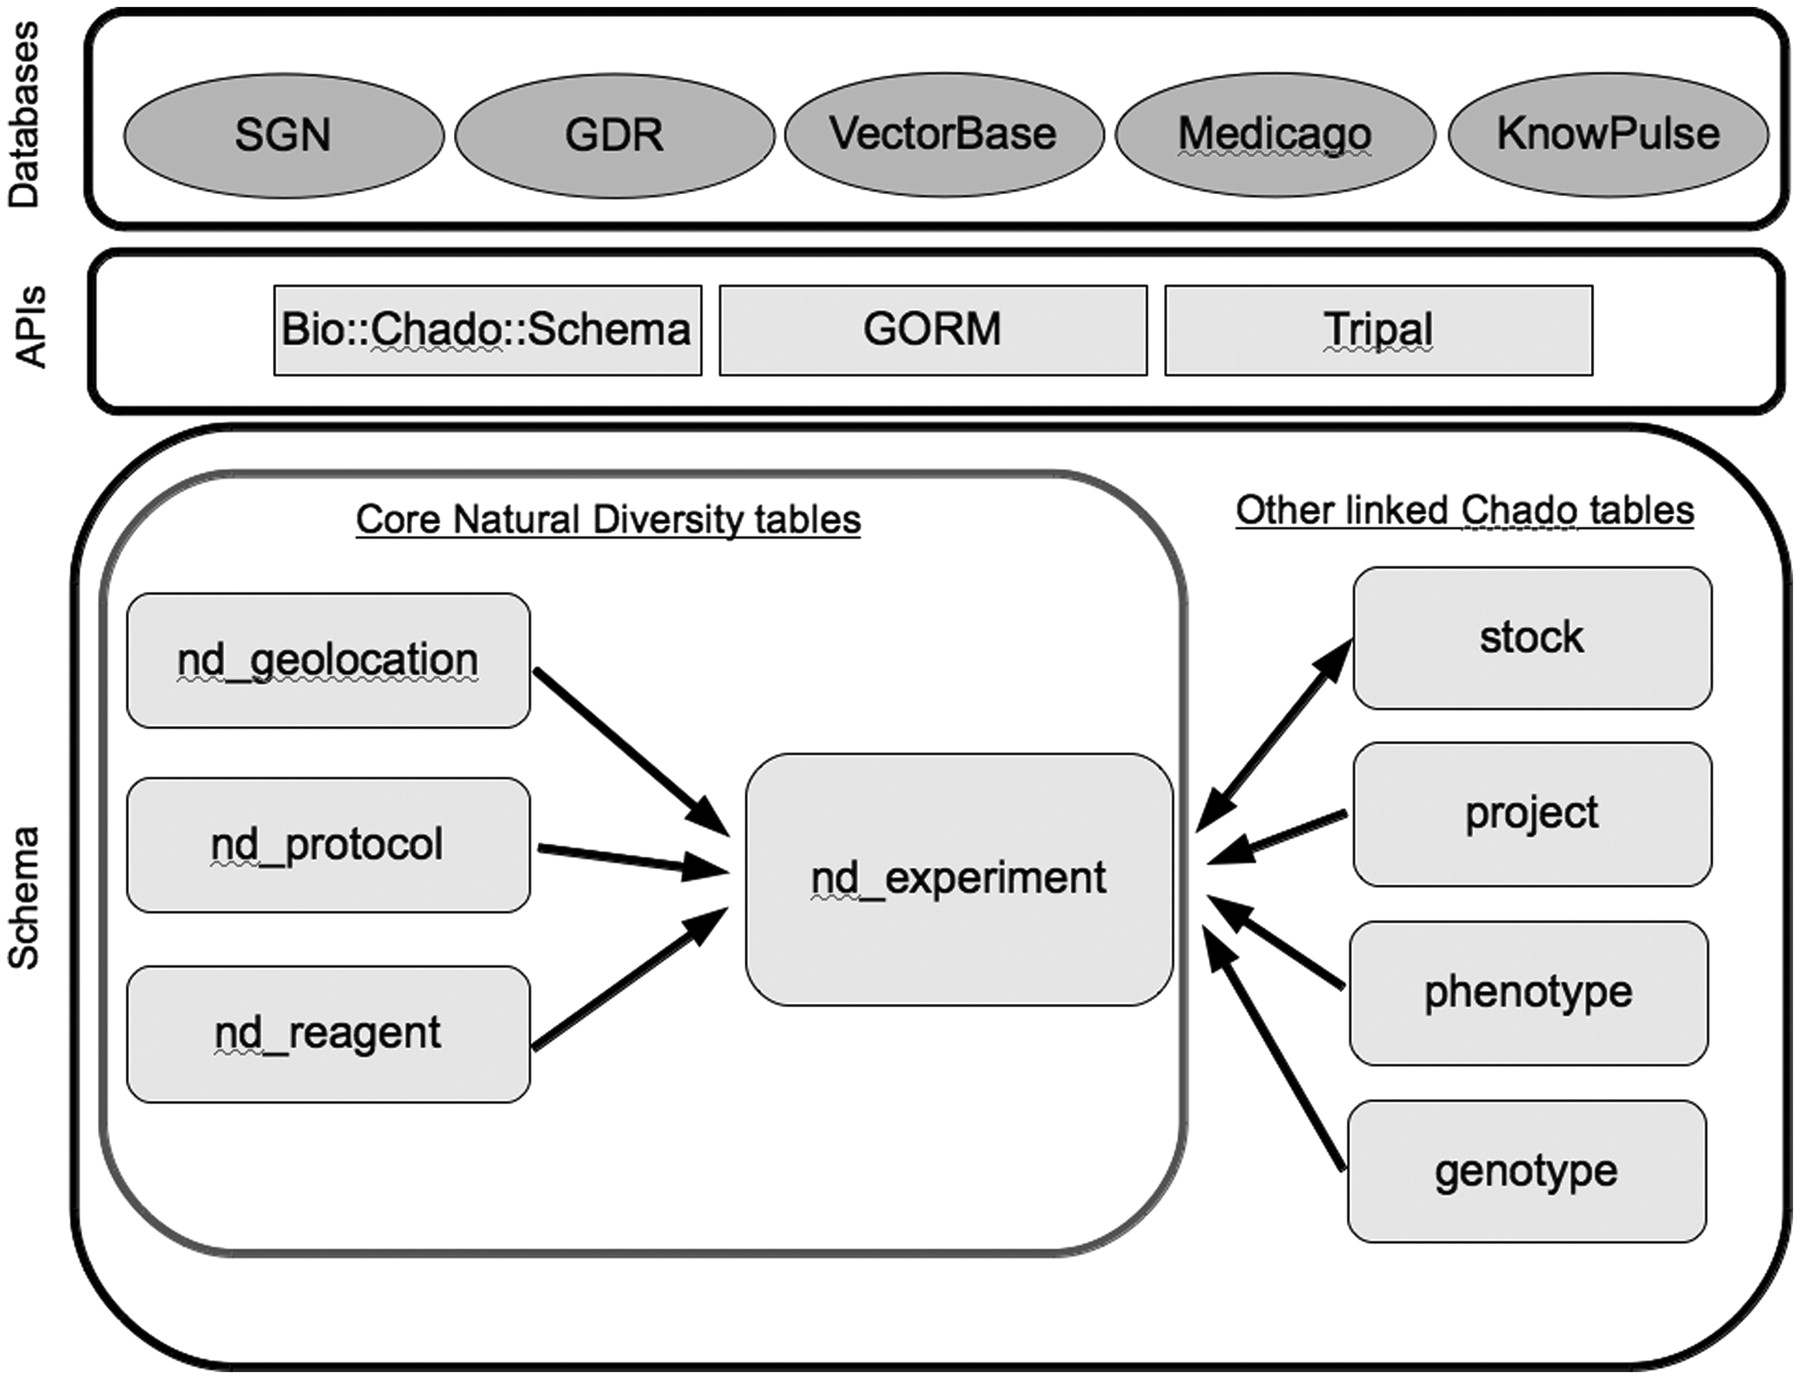 Databases
SGN
GDR
VectorBase
Medicago
KnowPulse
APIs
Bio::Chado::Schema
GORM
Tripal
Schema
Core Natural Diversity tables
nd_geolocation
nd_protocol
nd_reagent
nd_experiment
Other linked Chado tables
stock
project
phenotype
genotype